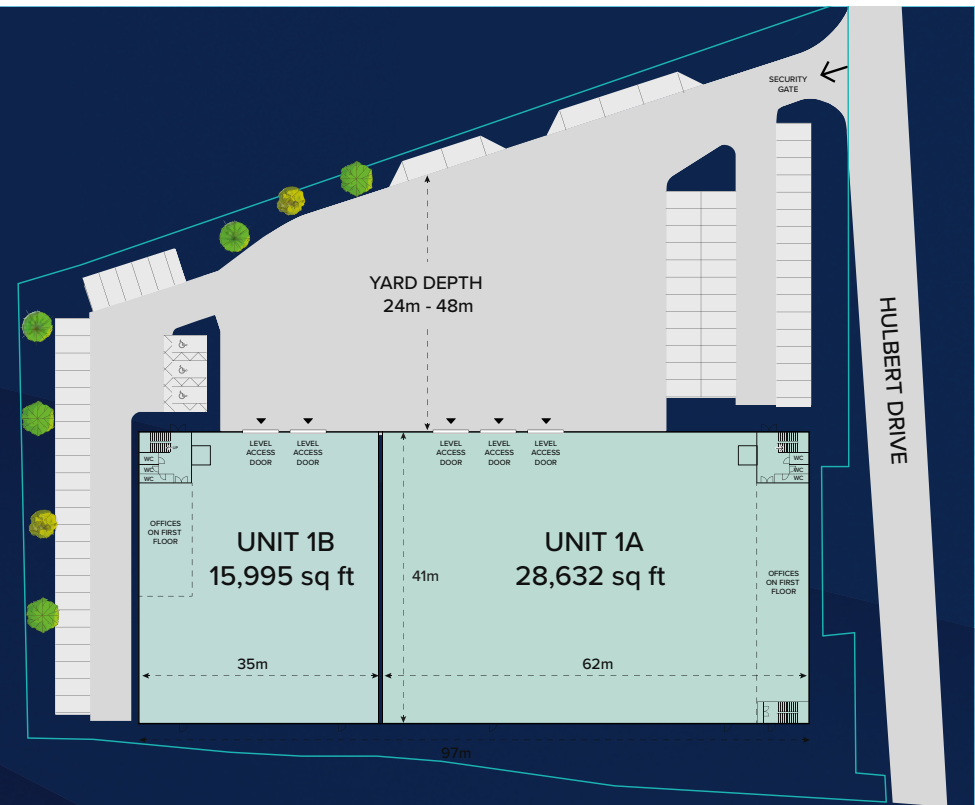 SECURITY
GATE
YARD DEPTH
24m - 48m
HULBERT DRIVE
LEVEL
ACCESS
DOOR
LEVEL
ACCESS
DOOR
LEVEL
ACCESS
DOOR
LEVEL
ACCESS
DOOR
LEVEL
ACCESS
DOOR
WC
WC
WC
WC
WC
WC
OFFICES
ON FIRST
FLOOR
UNIT 1B
15,995 sq ft
UNIT 1A
28,632 sq ft
41m
OFFICES
ON FIRST
FLOOR
35m
62m
97m